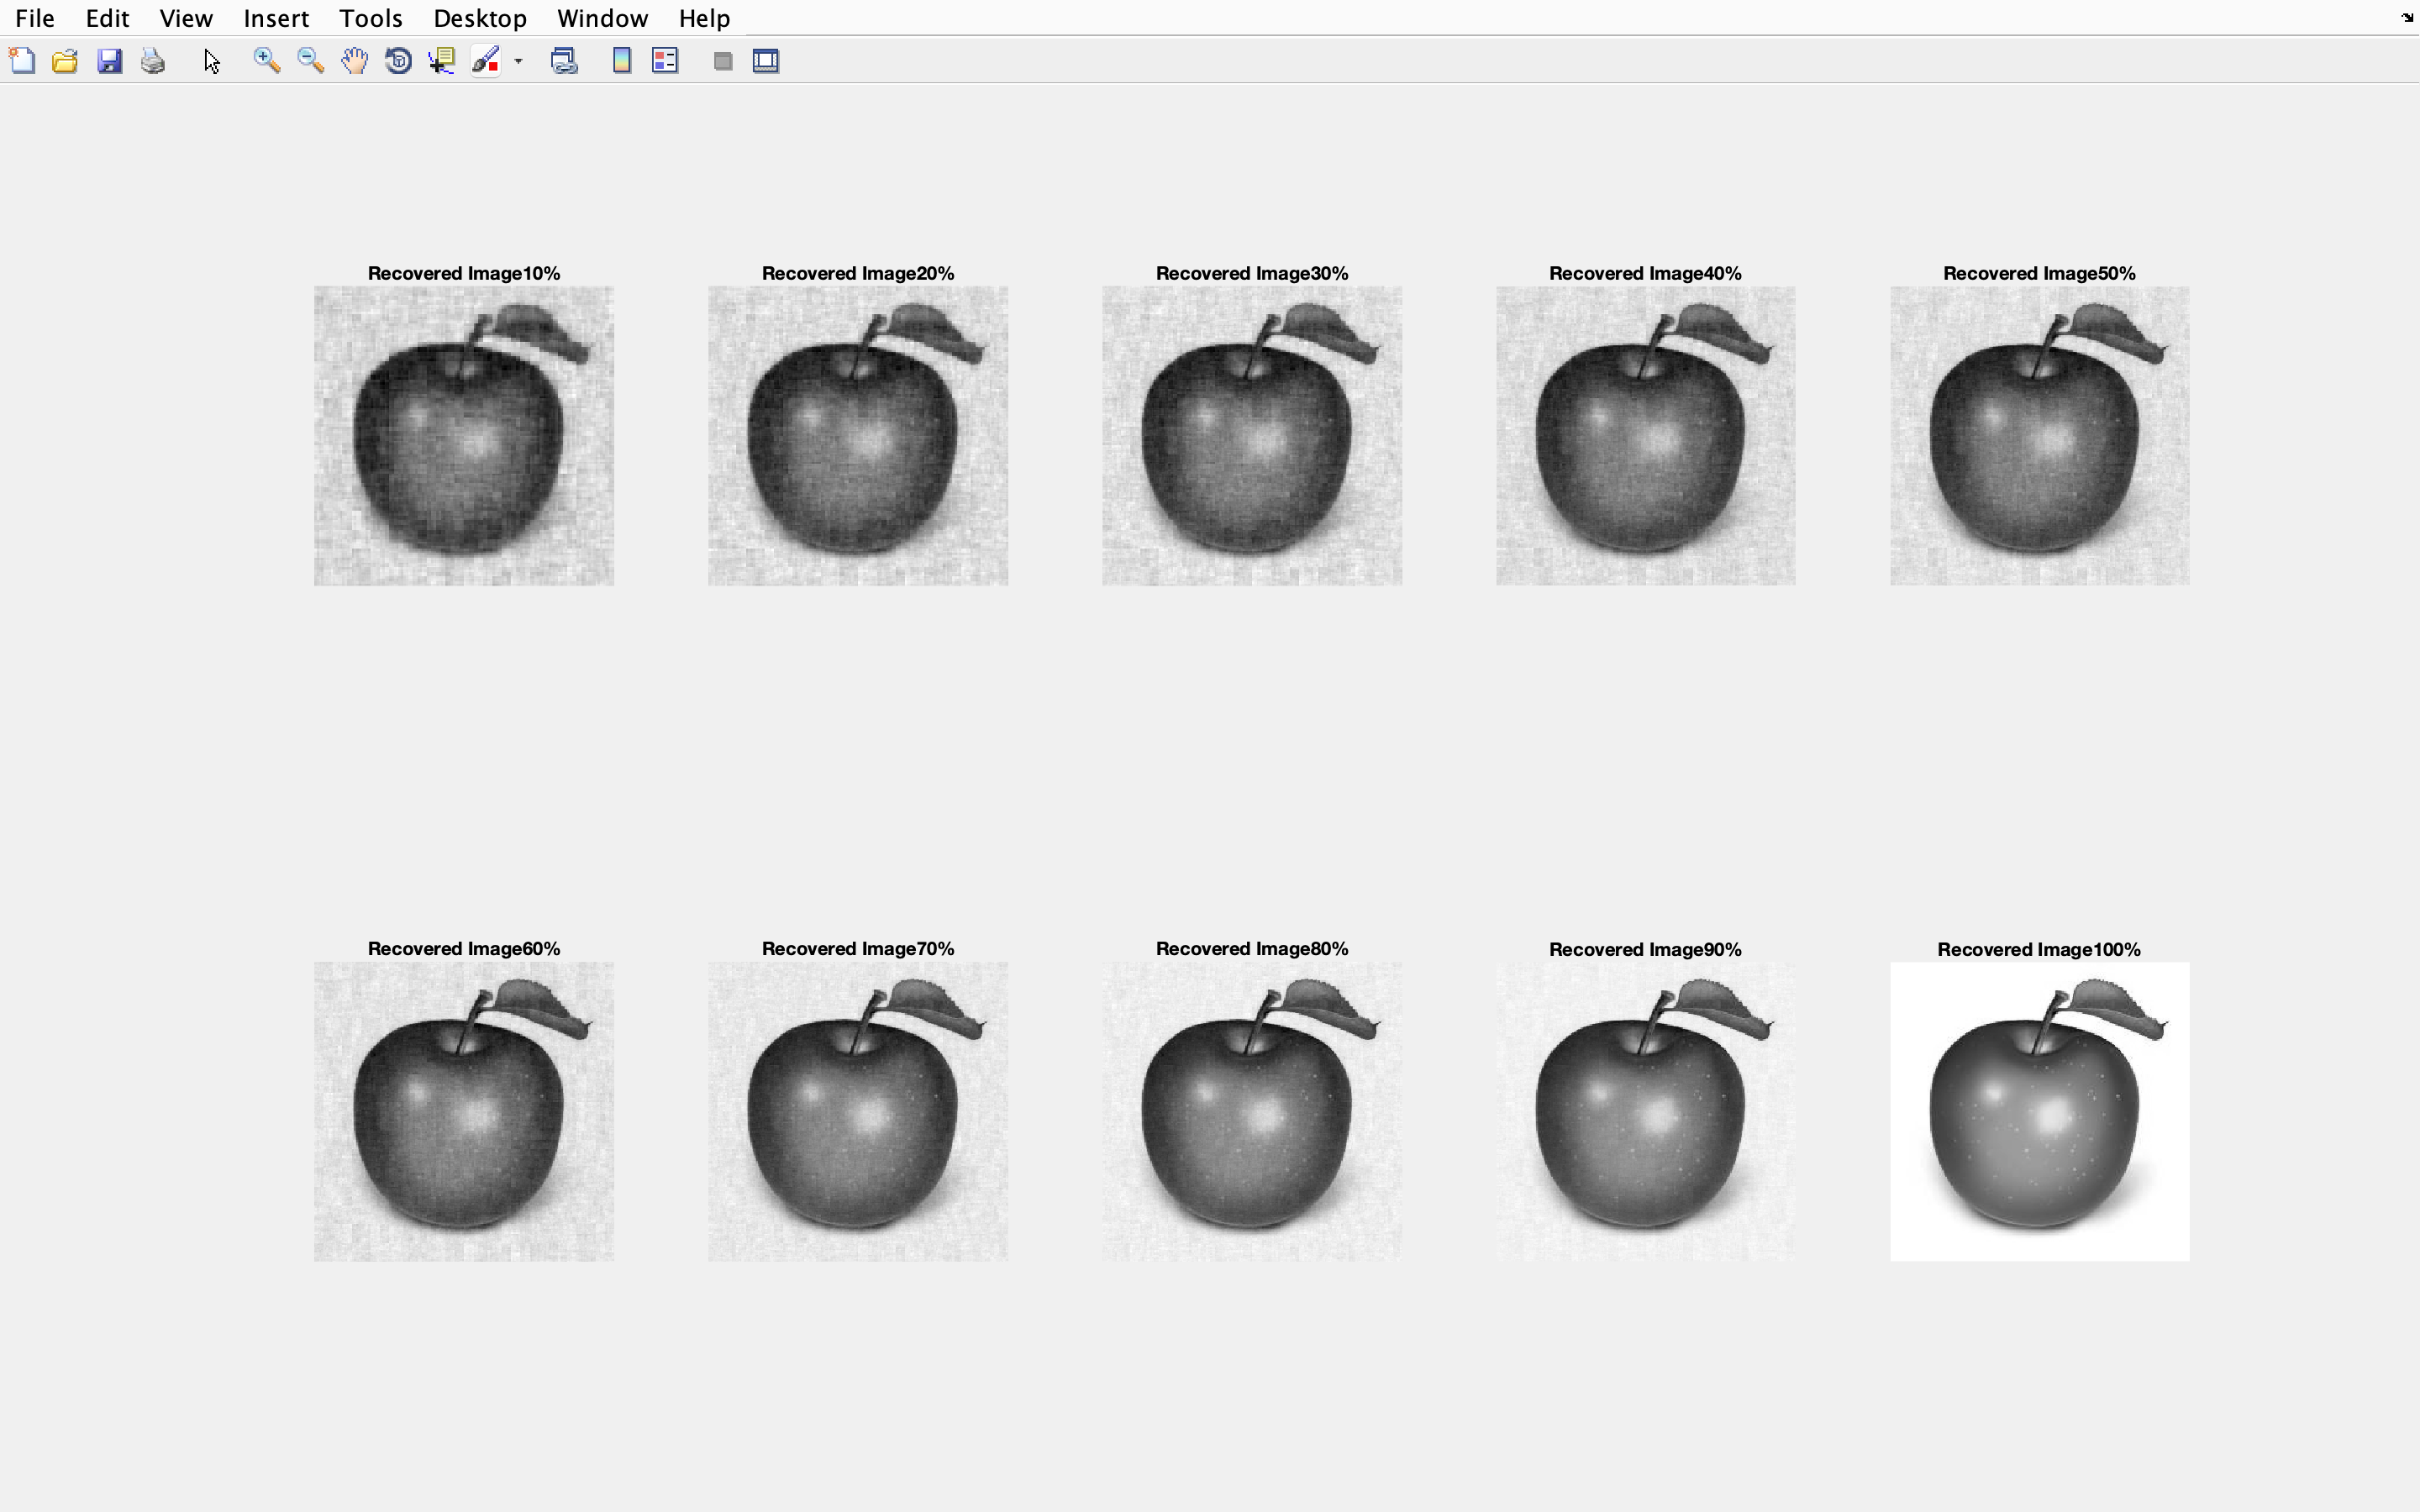 File Edit View Insert Tools Desktop Window Help
Recovered Image10% Recovered Image20% Recovered Image30% Recovered Image40% Recovered Image50%
Recovered Image60% Recovered Image70% Recovered Image80% Recovered Image90% Recovered Image100%